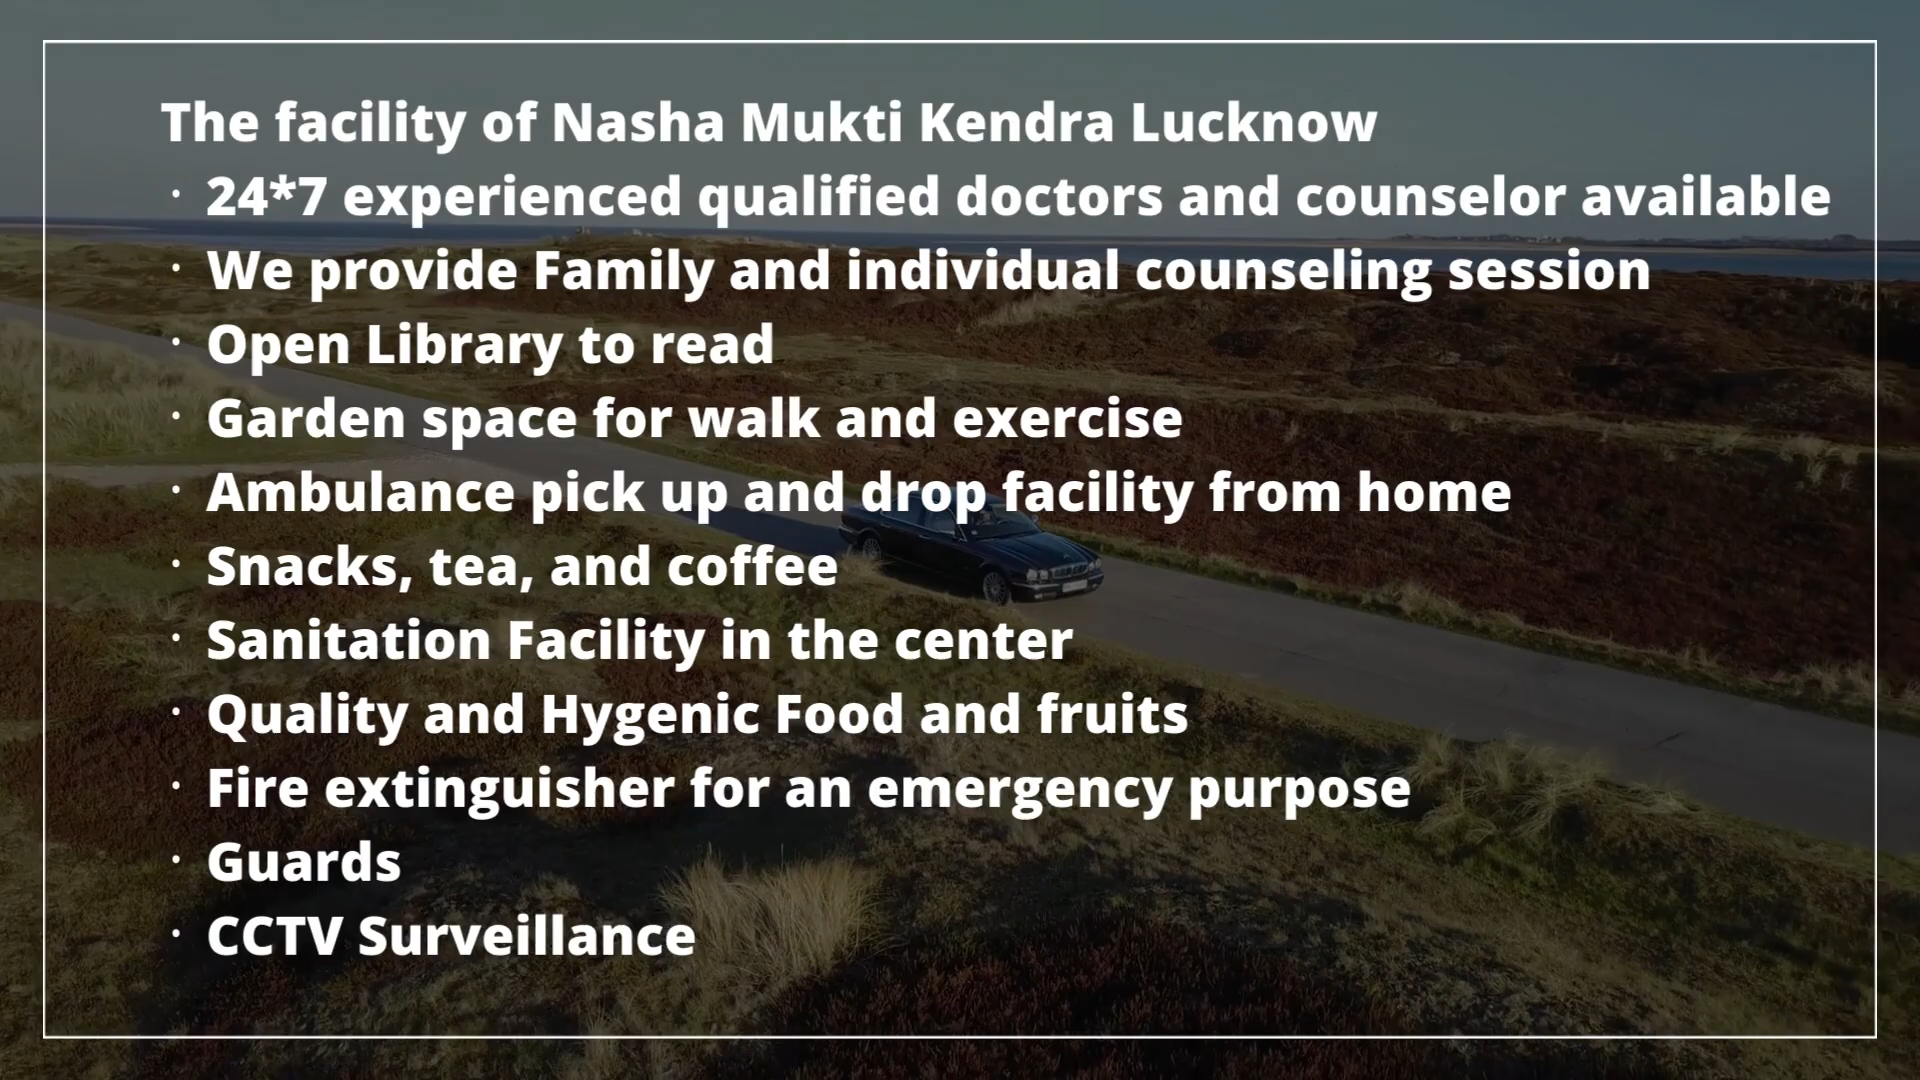 The facility of Nasha Mukti Kendra Lucknow
· 24*7 experienced qualified doctors and counselor available
· We provide Family and individual counseling session
· Open Library to read
· Garden space for walk and exercise
· Ambulance pick up and drop facility from home
· Snacks, tea, and coffee
· Sanitation Facility in the center
· Quality and Hygenic Food and fruits
· Fire extinguisher for an emergency purpose
· Guards
· CCTV Surveillance